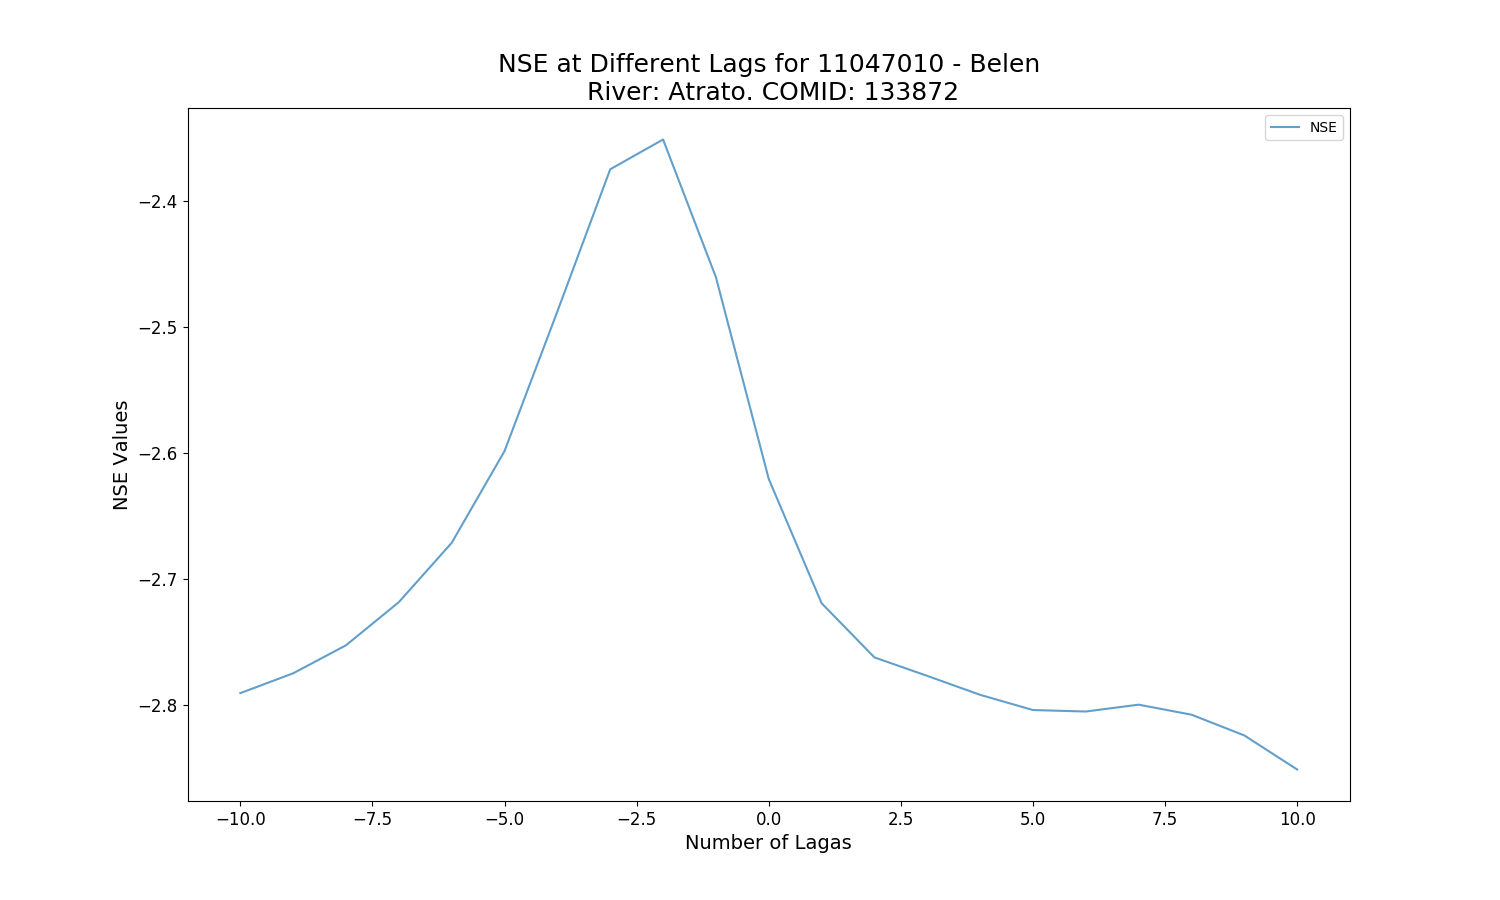 NSE at Different Lags for 11047010 - Belen
River: Atrato. COMID: 133872
NSE
−2.4
−2.5
−2.6
−2.7
−2.8
NSE Values
−10.0 −7.5 −5.0 −2.5 0.0 2.5 5.0 7.5 10.0
Number of Lagas